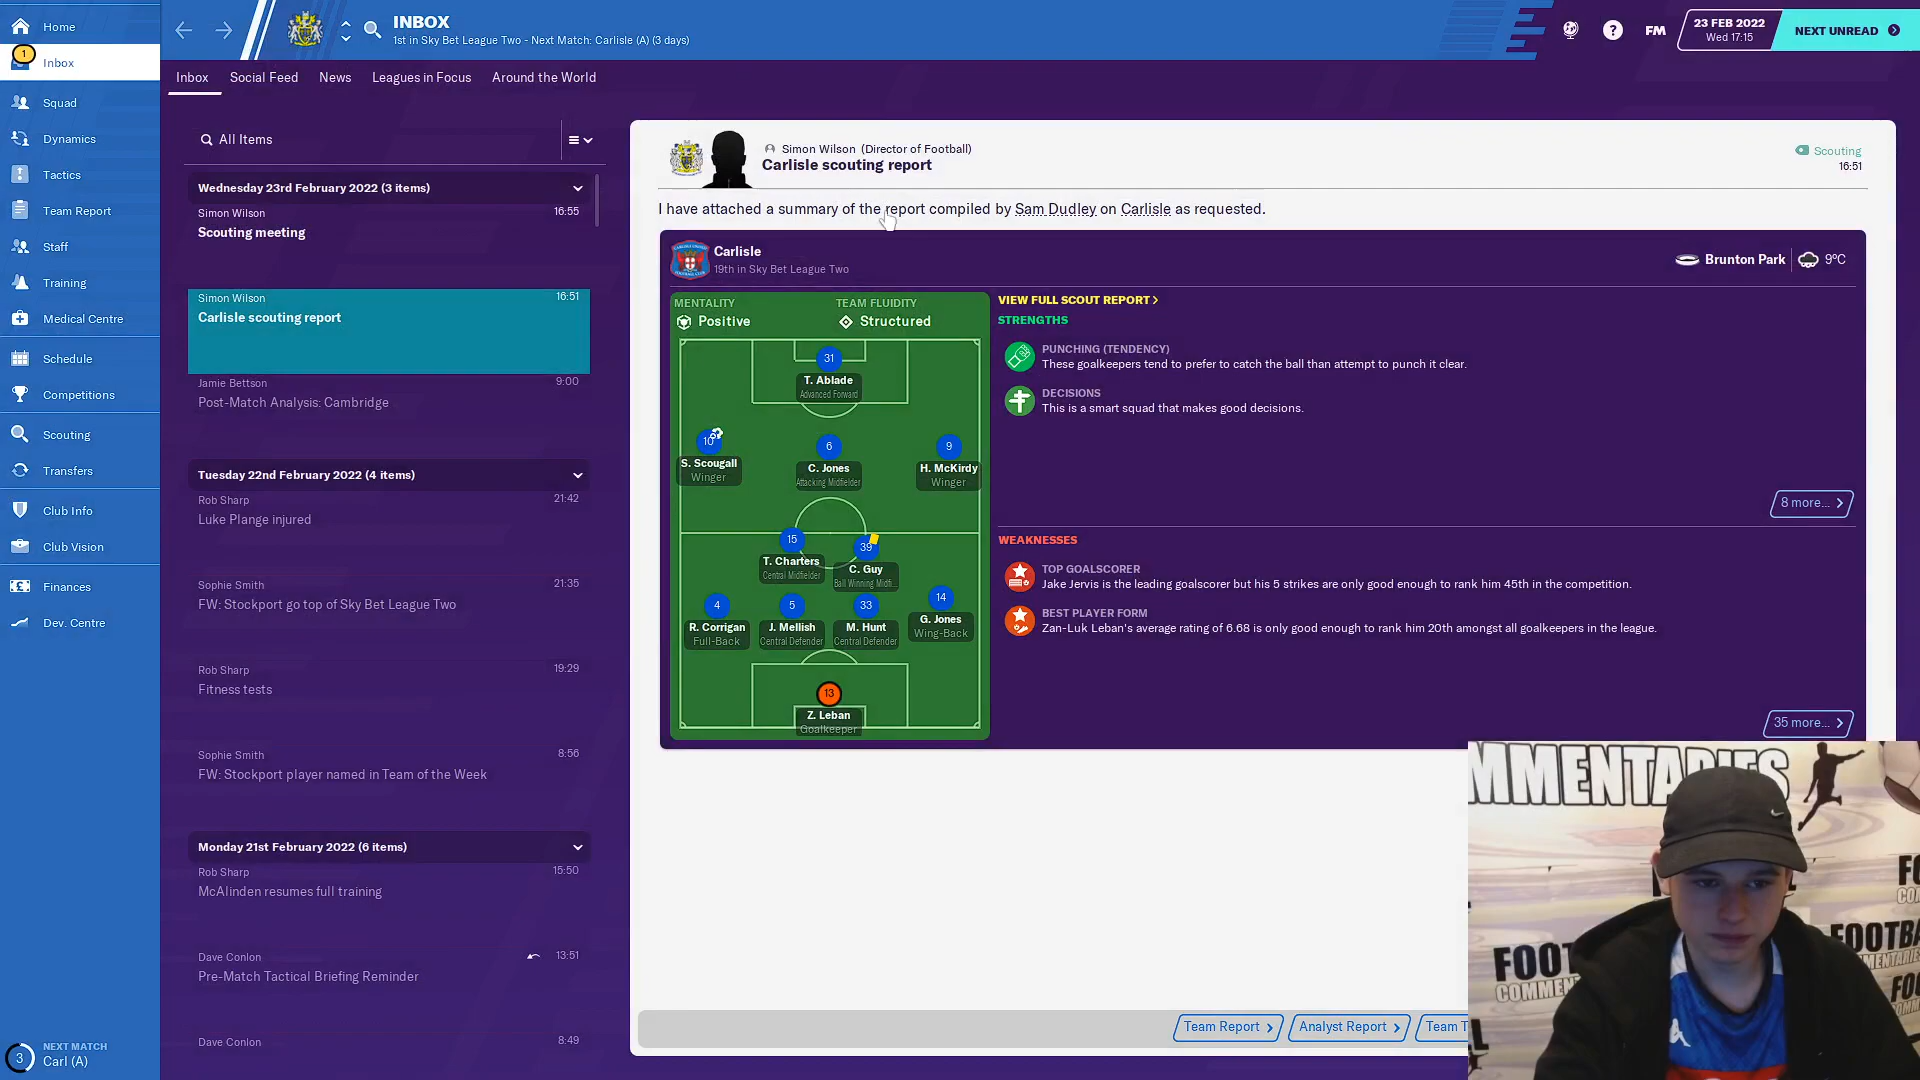 Home
1
Inbox
Squad
Dynamics
Tactics
Team Report
Staff
Training
Medical Centre
Schedule
Competitions
Scouting
Transfers
Club Info
Club Vision
Finances
Dev. Centre
3
NEXT MATCH
Carl (A)
INBOX
1st in Sky Bet League Two - Next Match: Carlisle (A) (3 days)
FM
23 FEB 2022
Wed 17:15
NEXT UNREAD
Inbox
Social Feed
News
Leagues in Focus
Around the World
All Items
Wednesday 23rd February 2022 (3 items)
Simon Wilson 16:55
Scouting meeting
Simon Wilson 16:51
Carlisle scouting report
Jamie Bettson 9:00
Post-Match Analysis: Cambridge
Tuesday 22nd February 2022 (4 items)
Rob Sharp 21:42
Luke Plange injured
Sophie Smith 21:35
FW: Stockport go top of Sky Bet League Two
Rob Sharp 19:29
Fitness tests
Sophie Smith 8:56
FW: Stockport player named in Team of the Week
Monday 21st February 2022 (6 items)
Rob Sharp 15:50
McAlinden resumes full training
Dave Conlon 13:51
Pre-Match Tactical Briefing Reminder
Dave Conlon 8:49
Simon Wilson (Director of Football)
Carlisle scouting report
Scouting
16:51
I have attached a summary of the report compiled by Sam Dudley on Carlisle as requested.
Carlisle
19th in Sky Bet League Two
Brunton Park
9°C
MENTALITY
Positive
TEAM FLUIDITY
Structured
31
T. Ablade
Advanced Forward
10
S. Scougall
Winger
6
C. Jones
Attacking Midfielder
9
H. McKirdy
Winger
15
T. Charters
Central Midfielder
39
C. Guy
Ball Winning Midfi...
4
R. Corrigan
Full-Back
5
J. Mellish
Central Defender
33
M. Hunt
Central Defender
14
G. Jones
Wing-Back
13
Z. Leban
Goalkeeper
VIEW FULL SCOUT REPORT >
STRENGTHS
PUNCHING (TENDENCY)
These goalkeepers tend to prefer to catch the ball than attempt to punch it clear.
DECISIONS
This is a smart squad that makes good decisions.
8 more...
WEAKNESSES
TOP GOALSCORER
Jake Jervis is the leading goalscorer but his 5 strikes are only good enough to rank him 45th in the competition.
BEST PLAYER FORM
Zan-Luk Leban's average rating of 6.68 is only good enough to rank him 20th amongst all goalkeepers in the league.
35 more...
Team Report
Analyst Report
Team T
MMENTARIES
FOOT
COMMEN
FOOTBA